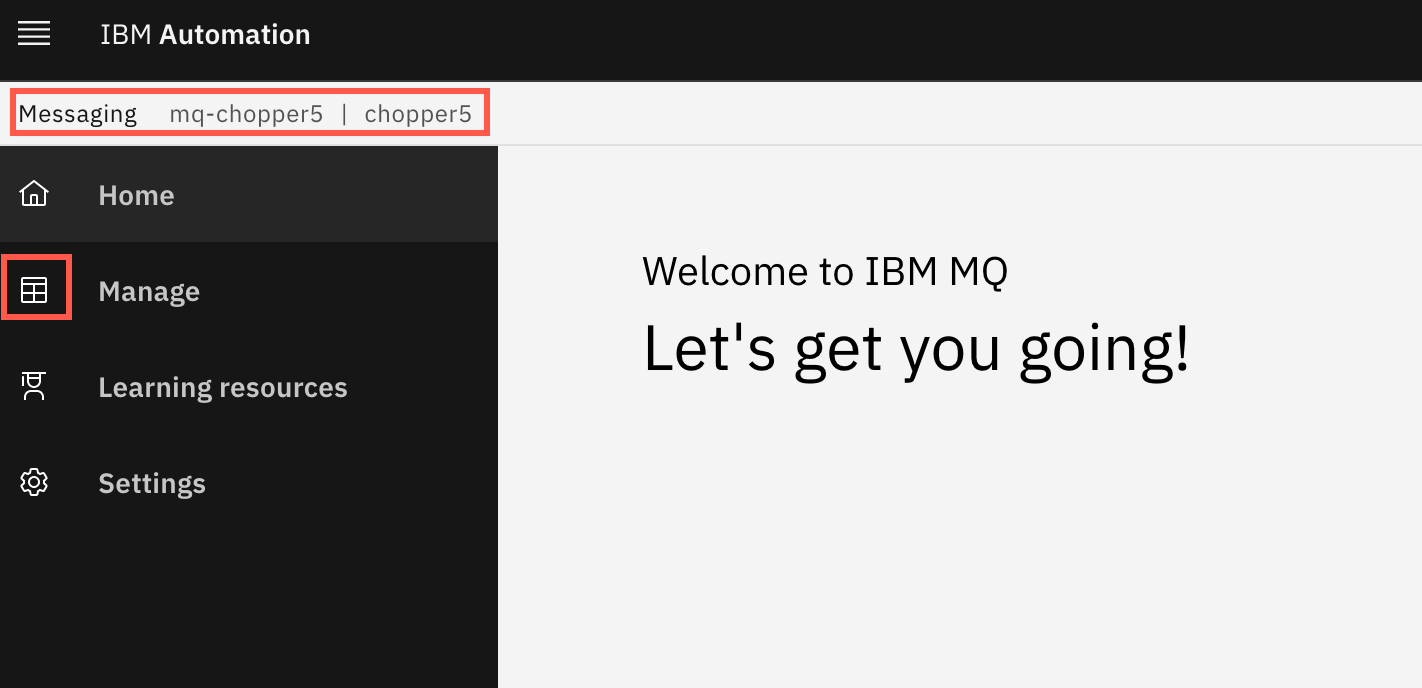 IBM Automation
Messaging mq-chopper5 | chopper5
Home
Manage
Learning resources
Settings
Welcome to IBM MQ
Let's get you going!